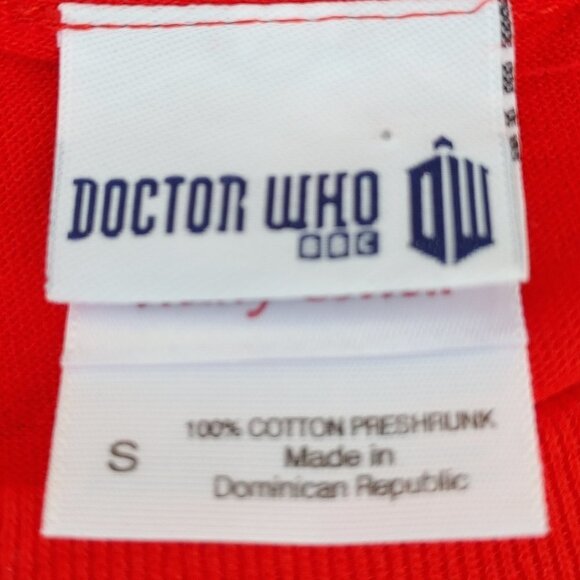 DOCTOR WHO DW
BBC
100% COTTON PRESHRUNK
S Made in
Dominican Republic